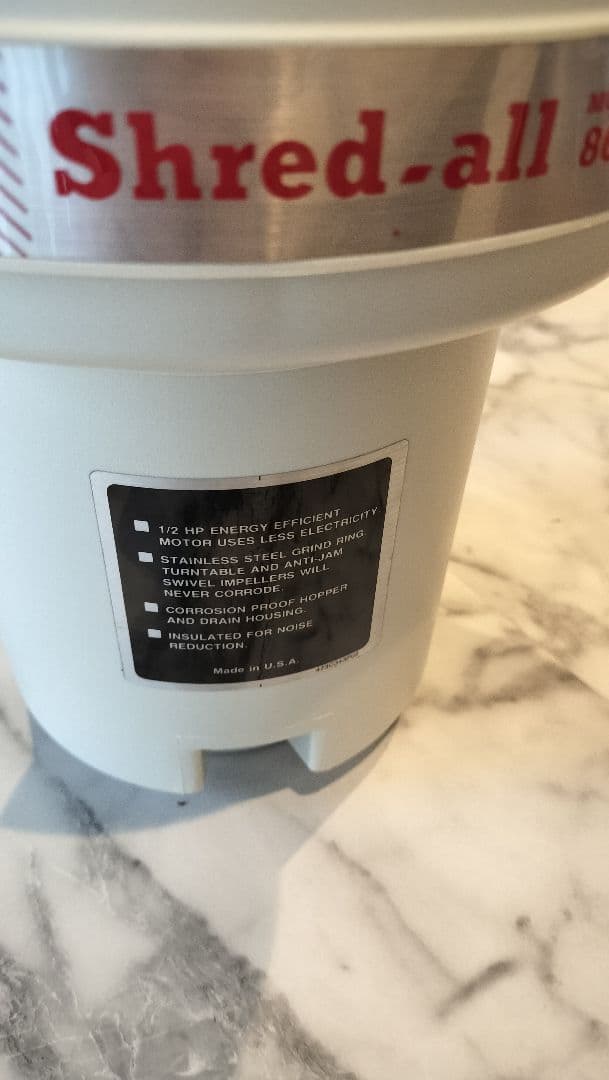 Shred-all
1/2 HP ENERGY EFFICIENT
MOTOR USES LESS ELECTRICITY
STAINLESS STEEL GRIND RING.
TURNTABLE AND ANTI-JAM
SWIVEL IMPELLERS WILL
NEVER CORRODE.
CORROSION PROOF HOPPER
AND DRAIN HOUSING.
INSULATED FOR NOISE
REDUCTION.
Made in U.S.A.